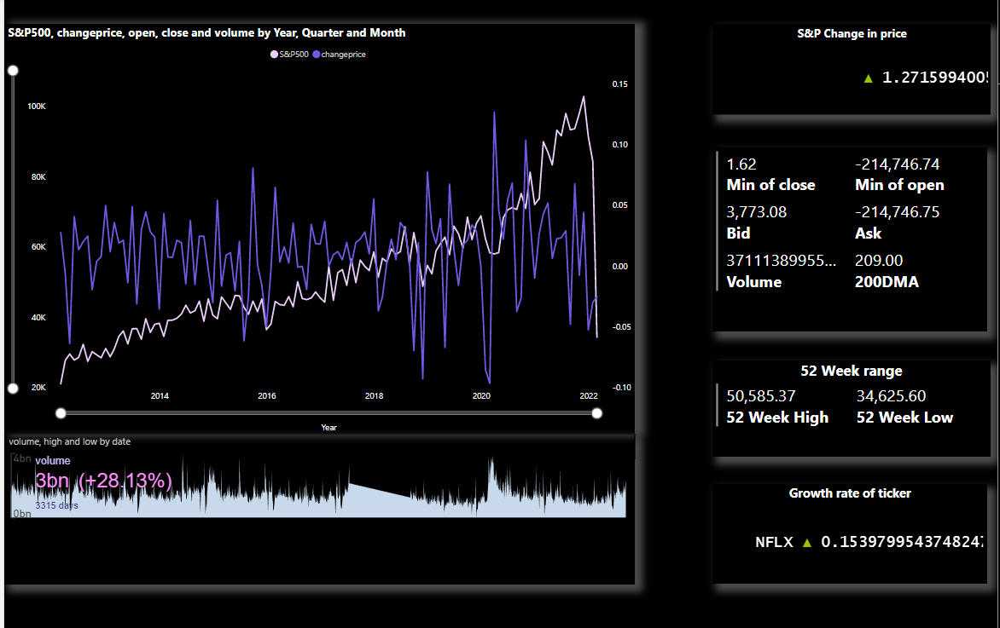 S&P500, changeprice, open, close and volume by Year, Quarter and Month
S&P500 changeprice
0.15
100K
0.10
80K
0.05
60K
0.00
40K
-0.05
20K
-0.10
2014 2016 2018 2020 2022
Year
volume, high and low by date
4bn
volume
3bn (+28.13%)
3315 days
0bn
S&P Change in price
▲ 1.271599400
1.62 -214,746.74
Min of close Min of open
3,773.08 -214,746.75
Bid Ask
37111389955... 209.00
Volume 200DMA
52 Week range
50,585.37 34,625.60
52 Week High 52 Week Low
Growth rate of ticker
NFLX ▲ 0.153979954374824